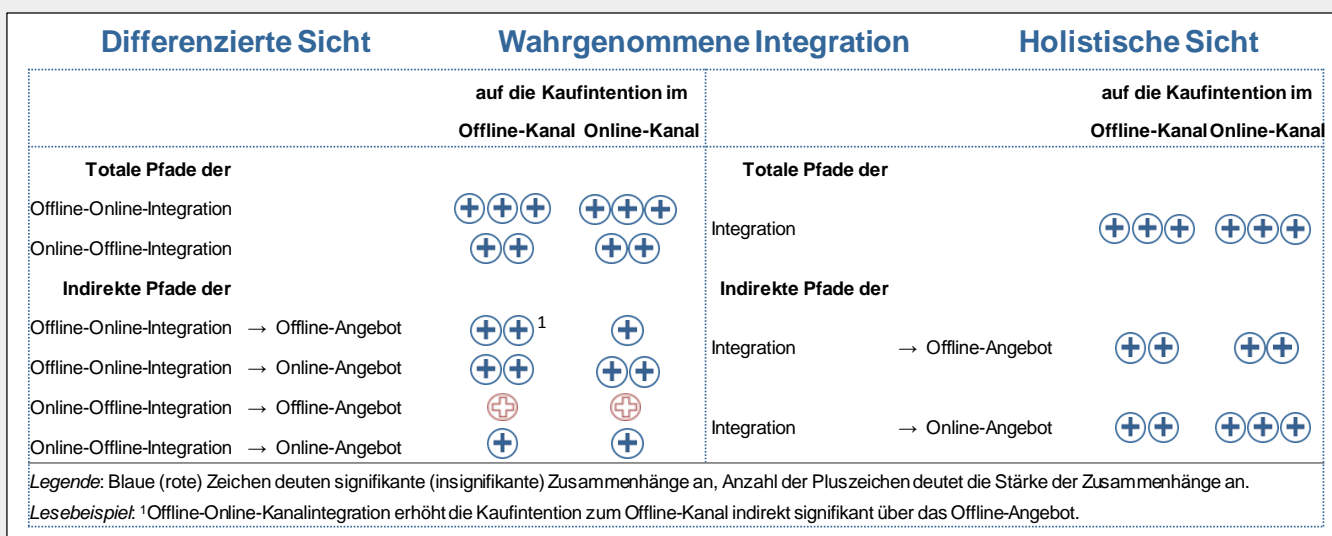 Differenzierte Sicht Wahrgenommene Integration Holistische Sicht
auf die Kaufintention im auf die Kaufintention im
Offline-Kanal Online-Kanal Offline-Kanal Online-Kanal
Totale Pfade der Totale Pfade der
Offline-Online-Integration
Integration
Online-Offline-Integration
Indirekte Pfade der Indirekte Pfade der
Offline-Online-Integration → Offline-Angebot 1
Integration → Offline-Angebot
Offline-Online-Integration → Online-Angebot
Online-Offline-Integration → Offline-Angebot
Integration → Online-Angebot
Online-Offline-Integration → Online-Angebot
Legende: Blaue (rote) Zeichen deuten signifikante (insignifikante) Zusammenhänge an, Anzahl der Pluszeichen deutet die Stärke der Zusammenhänge an.
Lesebeispiel: ¹Offline-Online-Kanalintegration erhöht die Kaufintention zum Offline-Kanal indirekt signifikant über das Offline-Angebot.